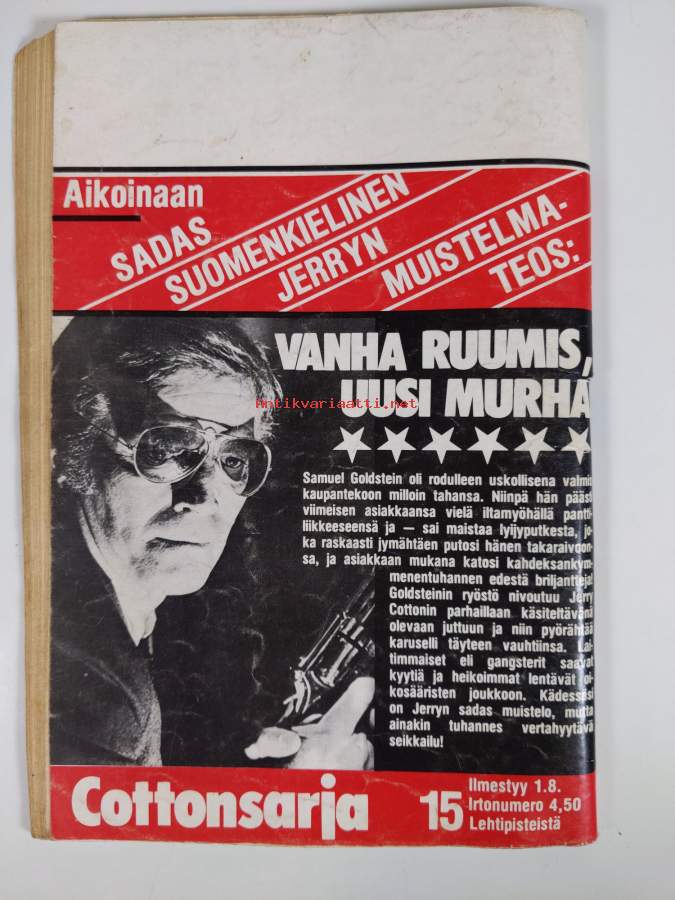 Aikoinaan
SADAS
SUOMENKIELINEN
JERRYN
MUISTELMA-
TEOS:
VANHA RUUMIS,
UUSI MURHA
Antikvariaatti.net
Samuel Goldstein oli rodulleen uskollisena valmis
kaupantekoon milloin tahansa. Niinpä hän päästi
viimeisen asiakkaansa vielä iltamyöhällä pantti-
liikkeeseensä ja — sai maistaa lyijyputkesta, jo-
ka raskaasti jymähtäen putosi hänen takaraivoon-
sa, ja asiakkaan mukana katosi kahdeksankym-
menentuhannen edestä briljantteja!
Goldsteinin ryöstö nivoutuu Jerry
Cottonin parhaillaan käsiteltävänä
olevaan juttuun ja niin pyörähtää
karuselli täyteen vauhtiinsa. Lai-
timmaiset eli gangsterit saavat
kyytiä ja heikoimmat lentävät ol-
kosääristen joukkoon. Kädessäsi
on Jerryn sadas muistelo, mutta
ainakin tuhannes vertahyytävä
seikkailu!
Cottonsarja
15
Ilmestyy 1.8.
Irtonumero 4,50
Lehtipisteistä